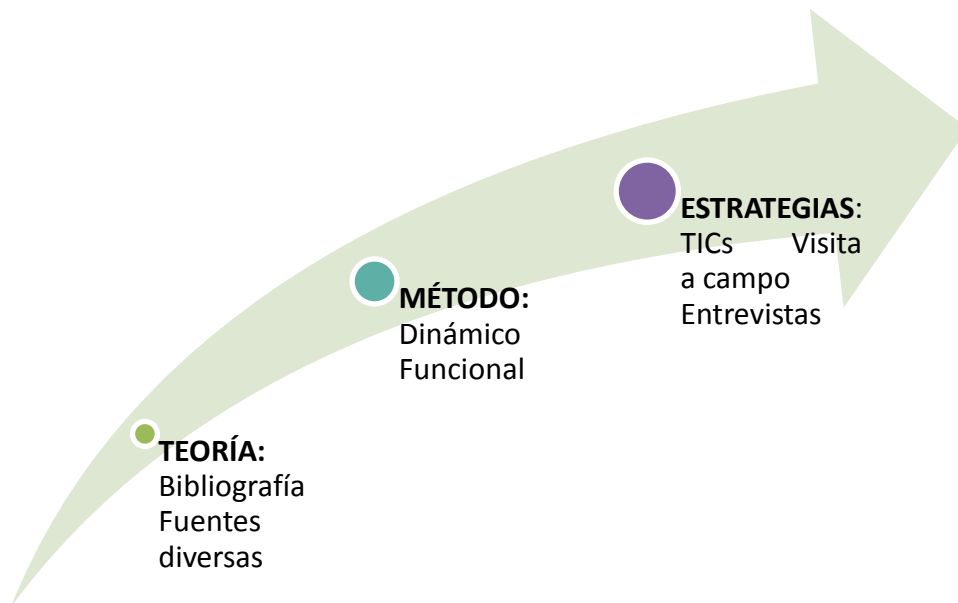 TEORÍA:
Bibliografía
Fuentes
diversas
MÉTODO:
Dinámico
Funcional
ESTRATEGIAS:
TICs Visita
a campo
Entrevistas